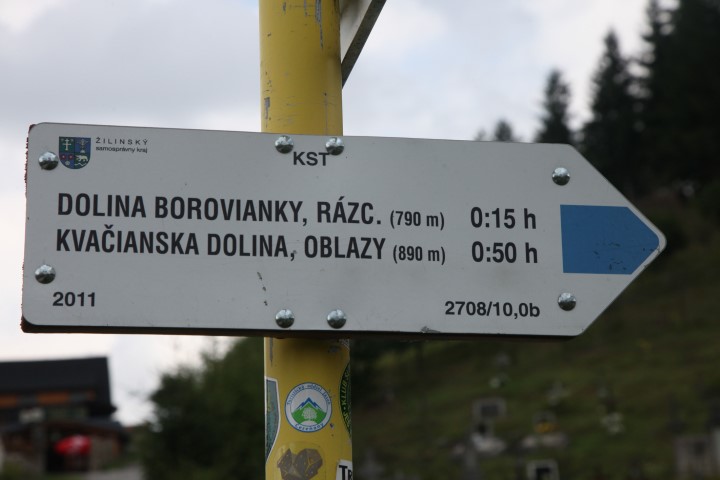 ŽILINSKÝ
samosprávny kraj
KST
DOLINA BOROVIANKY, RÁZC. (790 m) 0:15 h
KVAČIANSKA DOLINA, OBLAZY (890 m) 0:50 h
2011
2708/10,0b